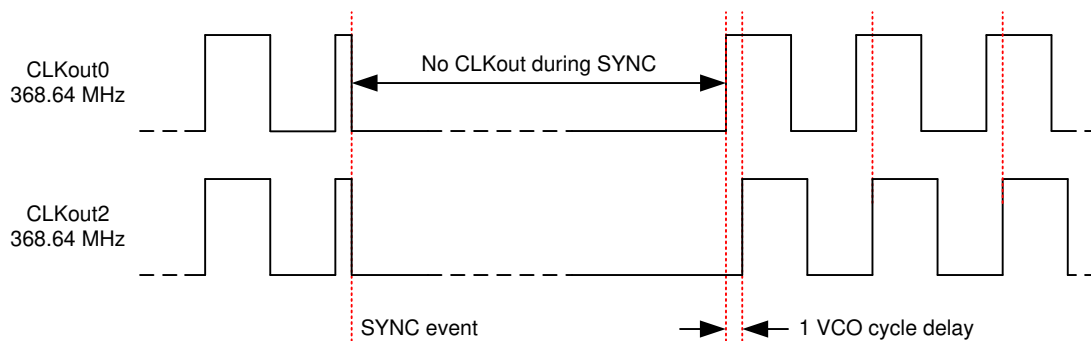 CLKout0
368.64 MHz
No CLKout during SYNC
CLKout2
368.64 MHz
SYNC event
1 VCO cycle delay